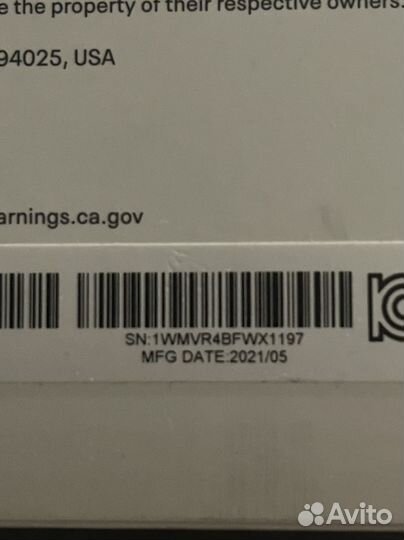 e the property of their respective owners.
94025, USA
arnings.ca.gov
SN:1WMVR4BFWX1197
MFG DATE:2021/05
Avito